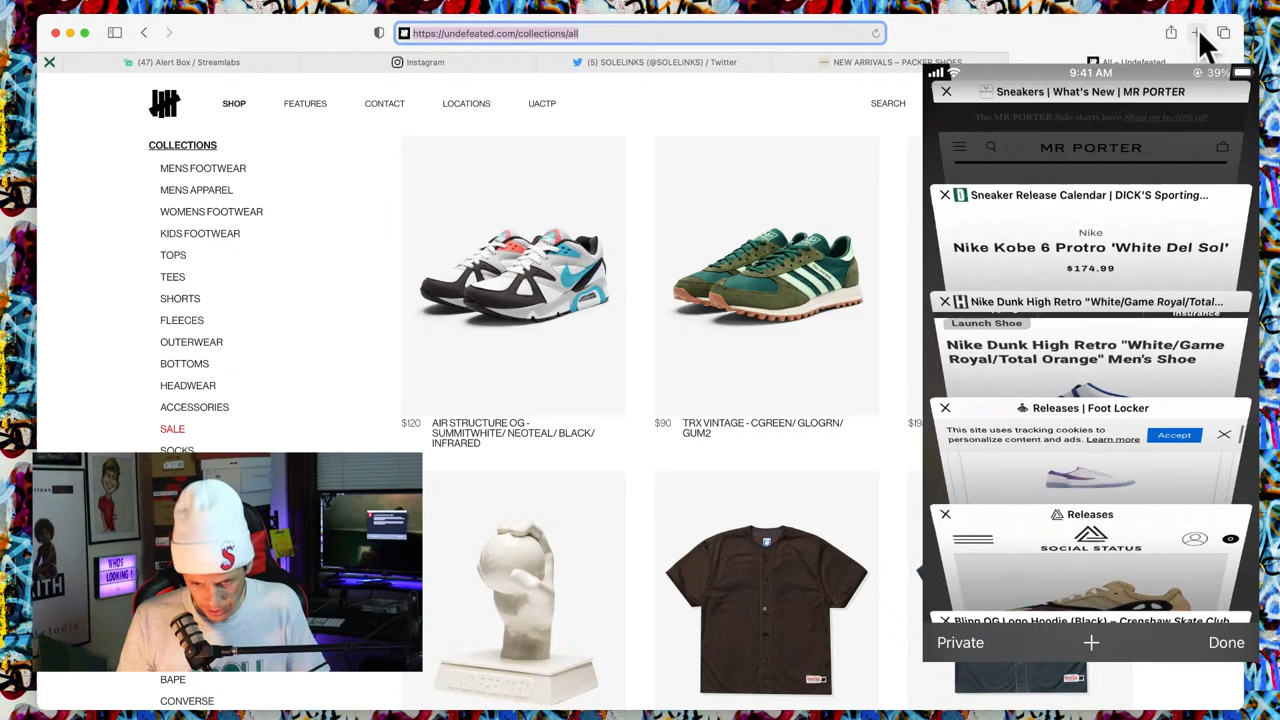 https://undefeated.com/collections/all
(47) Alert Box / Streamlabs
Instagram
(5) SOLELINKS (@SOLELINKS) / Twitter
NEW ARRIVALS – PACKER SHOES
All – Undefeated
SHOP
FEATURES
CONTACT
LOCATIONS
UACTP
SEARCH
COLLECTIONS
MENS FOOTWEAR
MENS APPAREL
WOMENS FOOTWEAR
KIDS FOOTWEAR
TOPS
TEES
SHORTS
FLEECES
OUTERWEAR
BOTTOMS
HEADWEAR
ACCESSORIES
SALE
SOCKS
BAPE
CONVERSE
$120
AIR STRUCTURE OG -
SUMMITWHITE/ NEOTEAL/ BLACK/
INFRARED
$90
TRX VINTAGE - CGREEN/ GLOGRN/
GUM2
WHOS
LOOKING!
S
9:41 AM
39%
Sneakers | What's New | MR PORTER
The MR PORTER Sale starts here Shop up to 50% off
MR PORTER
Sneaker Release Calendar | DICK'S Sporting...
Nike
Nike Kobe 6 Protro 'White Del Sol'
$174.99
Nike Dunk High Retro "White/Game Royal/Total...
Insurance
Launch Shoe
Nike Dunk High Retro "White/Game
Royal/Total Orange" Men's Shoe
Releases | Foot Locker
This site uses tracking cookies to
personalize content and ads. Learn more
Accept
Releases
SOCIAL STATUS
Bling OG Logo Hoodie (Black) – Crenshaw Skate Club
Private
Done